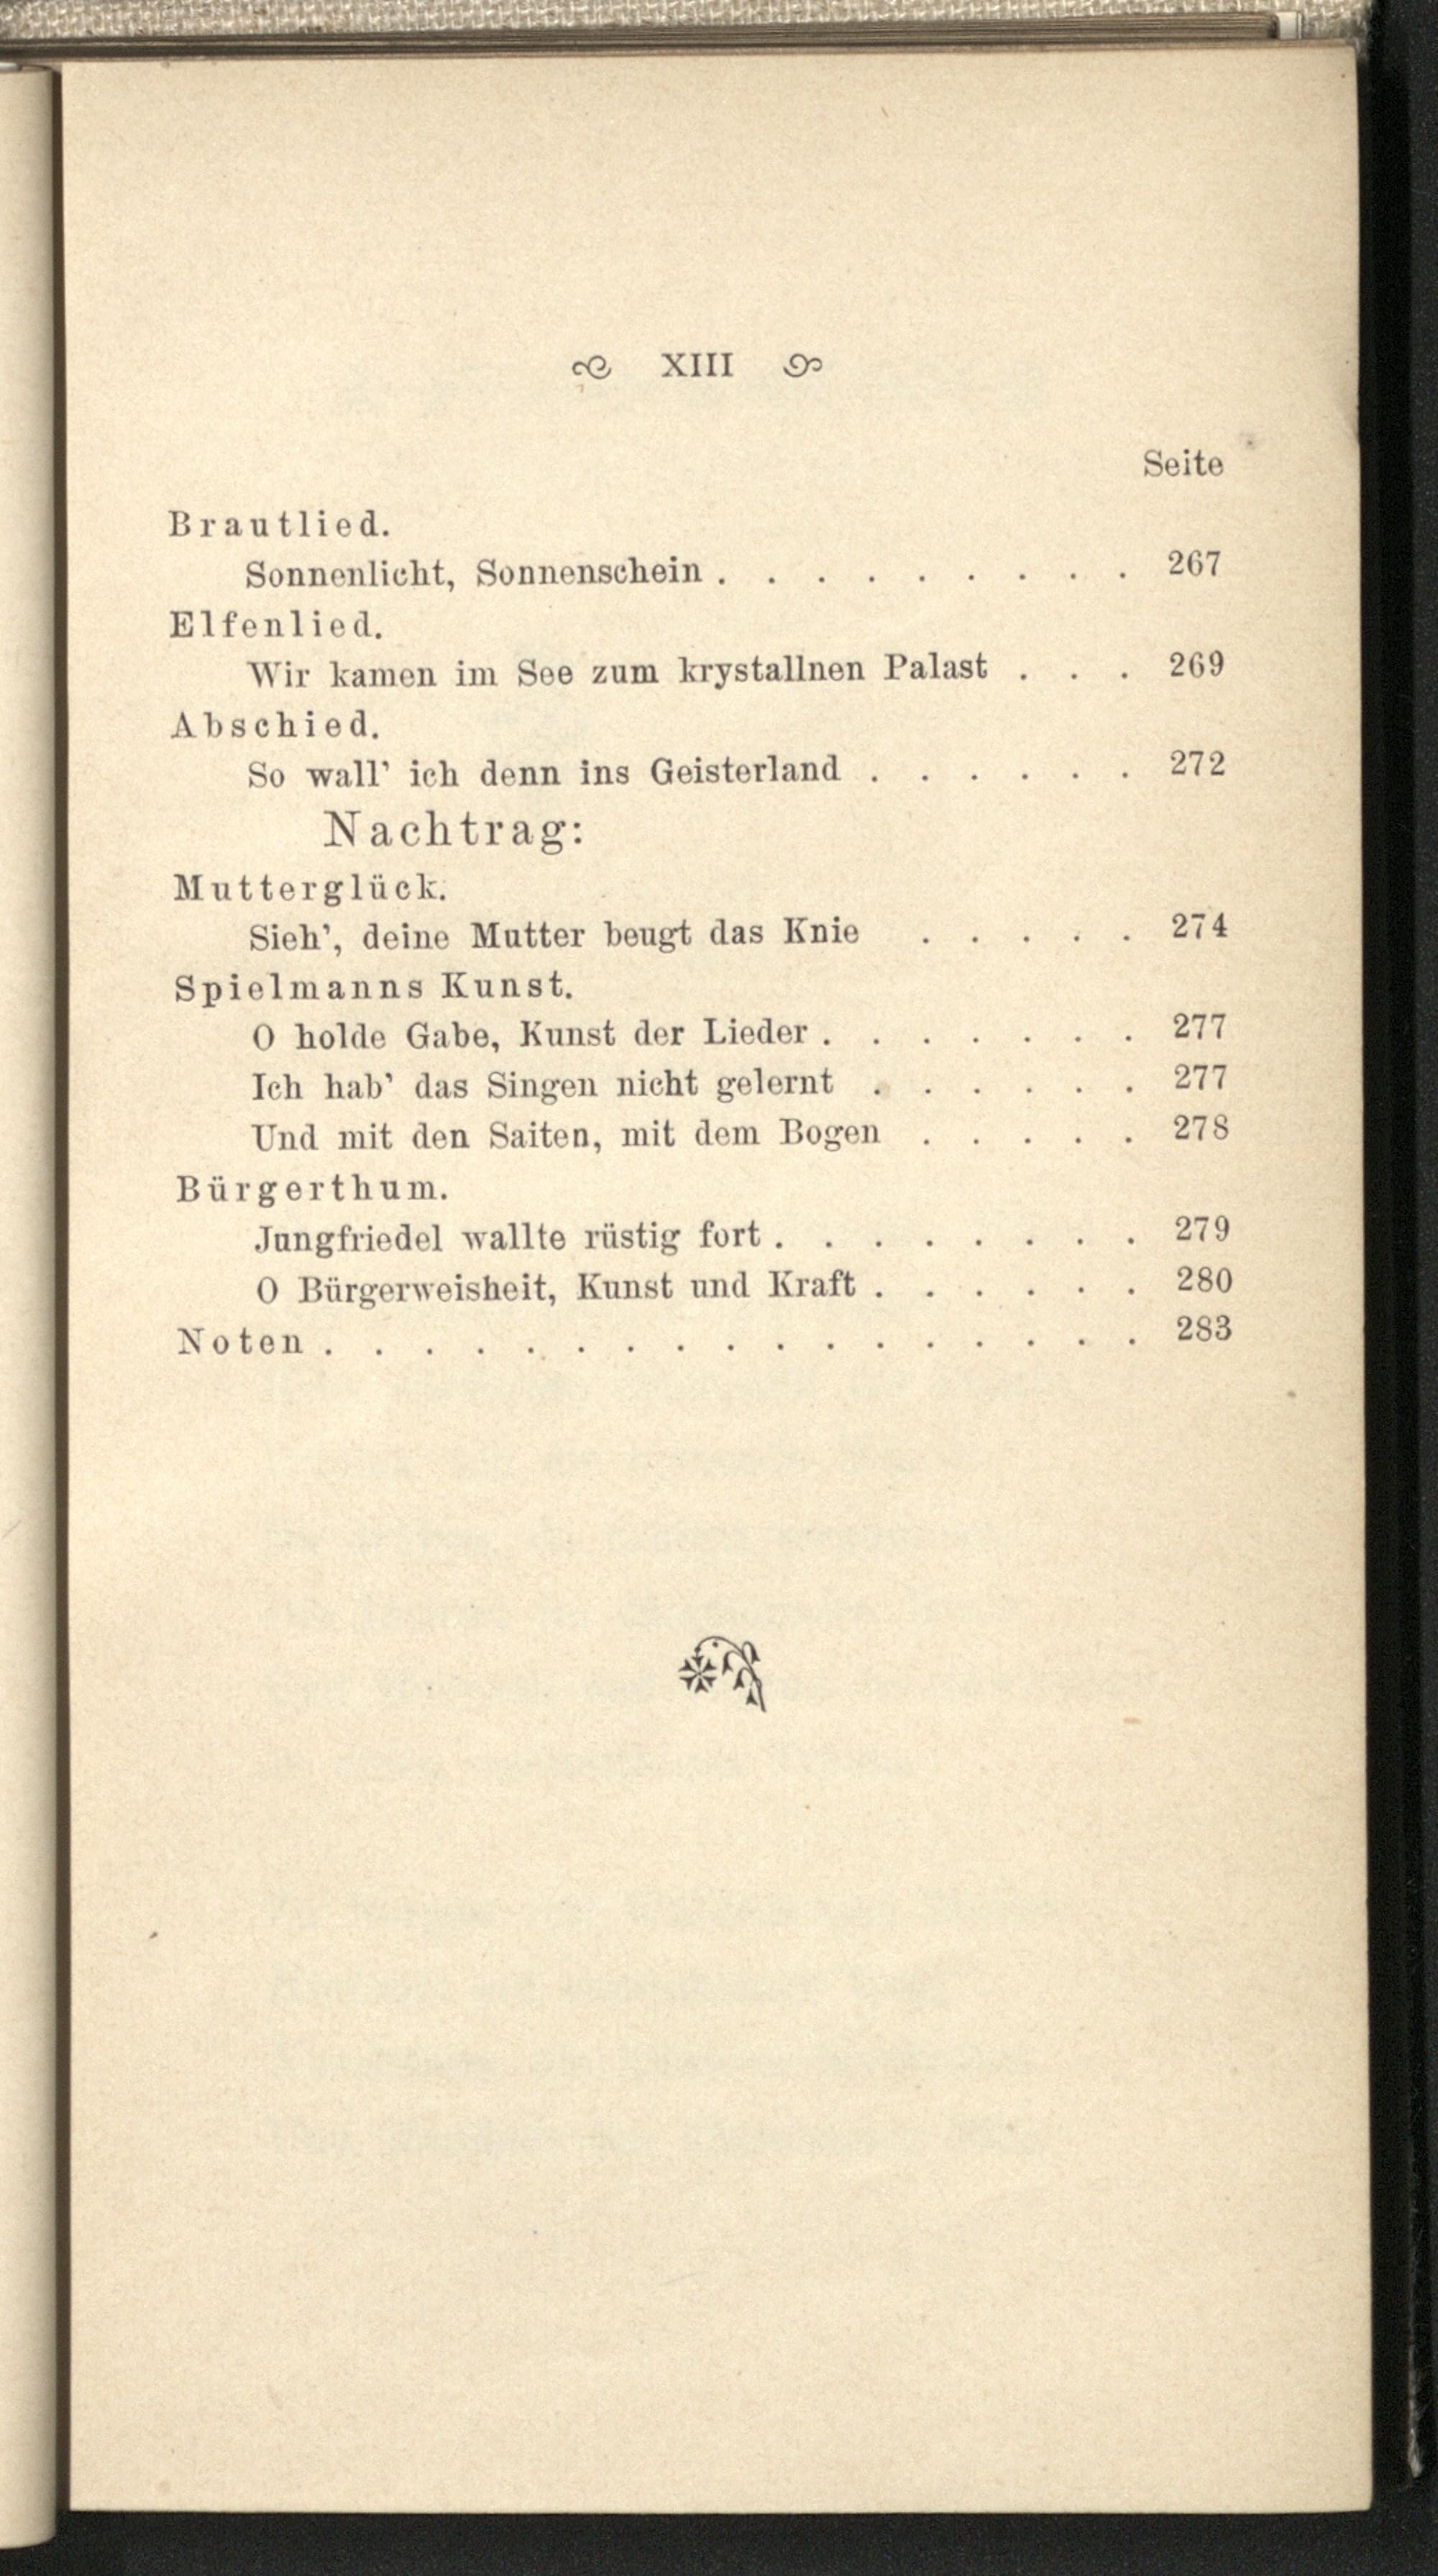 XIII
Seite
Brautlied.
Sonnenlicht, Sonnenschein . . . . . . . . . 267
Elfenlied.
Wir kamen im See zum krystallnen Palast . . . 269
Abschied.
So wall' ich denn ins Geisterland . . . . . . 272
Nachtrag:
Mutterglück.
Sieh', deine Mutter beugt das Knie . . . . . 274
Spielmanns Kunst.
O holde Gabe, Kunst der Lieder . . . . . . . 277
Ich hab' das Singen nicht gelernt . . . . . . 277
Und mit den Saiten, mit dem Bogen . . . . . 278
Bürgerthum.
Jungfriedel wallte rüstig fort . . . . . . . . 279
O Bürgerweisheit, Kunst und Kraft . . . . . . 280
Noten . . . . . . . . . . . . . . . . . 283